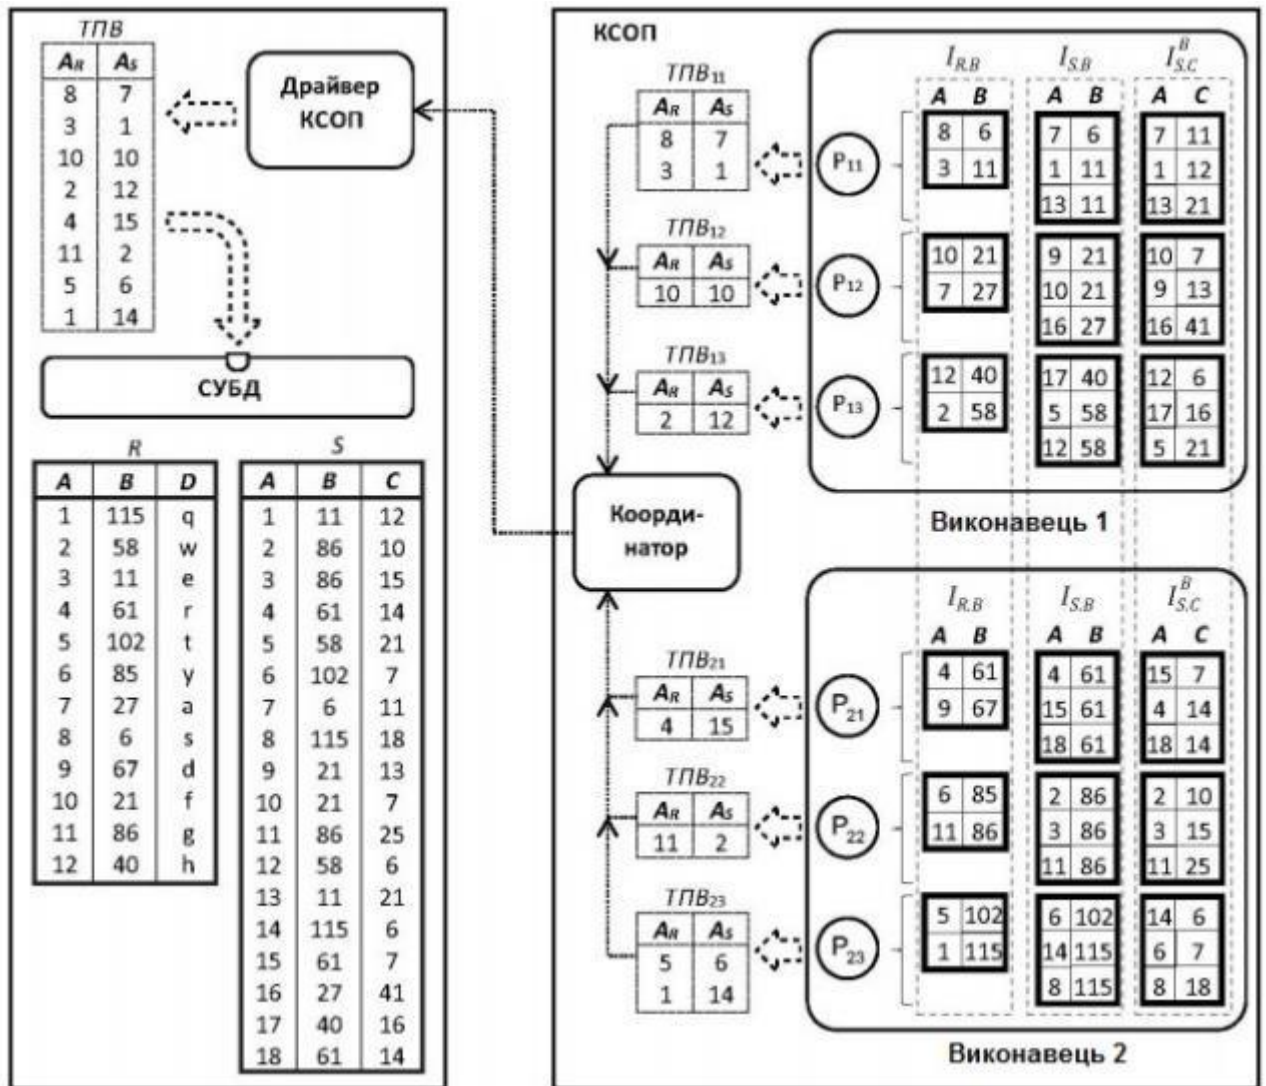 ТПВ
AR AS
8 7
3 1
10 10
2 12
4 15
11 2
5 6
1 14
Драйвер
КСОП
СУБД
R
A B D
1 115 q
2 58 w
3 11 e
4 61 r
5 102 t
6 85 y
7 27 a
8 6 s
9 67 d
10 21 f
11 86 g
12 40 h
S
A B C
1 11 12
2 86 10
3 86 15
4 61 14
5 58 21
6 102 7
7 6 11
8 115 18
9 21 13
10 21 7
11 86 25
12 58 6
13 11 21
14 115 6
15 61 7
16 27 41
17 40 16
18 61 14
КСОП
ТПВ11
AR AS
8 7
3 1
ТПВ12
AR AS
10 10
ТПВ13
AR AS
2 12
Коорди-
натор
ТПВ21
AR AS
4 15
ТПВ22
AR AS
11 2
ТПВ23
AR AS
5 6
1 14
I R.B I S.B I B S.C
A B A B A C
P11
8 6 7 6 7 11
3 11 1 11 1 12
13 11 13 21
P12
10 21 9 21 10 7
7 27 10 21 9 13
16 27 16 41
P13
12 40 17 40 12 6
2 58 5 58 17 16
12 58 5 21
Виконавець 1
I R.B I S.B I B S.C
A B A B A C
P21
4 61 4 61 15 7
9 67 15 61 4 14
18 61 18 14
P22
6 85 2 86 2 10
11 86 3 86 3 15
11 86 11 25
P23
5 102 6 102 14 6
1 115 14 115 6 7
8 115 8 18
Виконавець 2